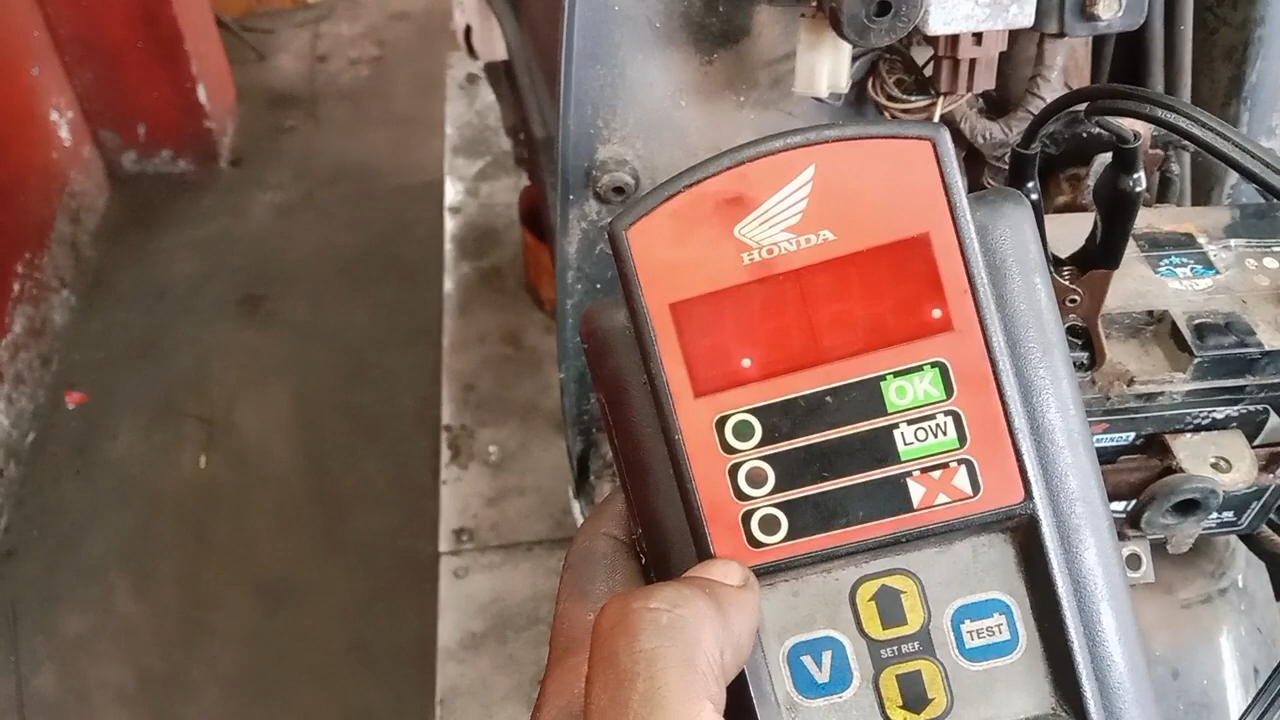 HONDA
OK
LOW
SET REF.
V
TEST